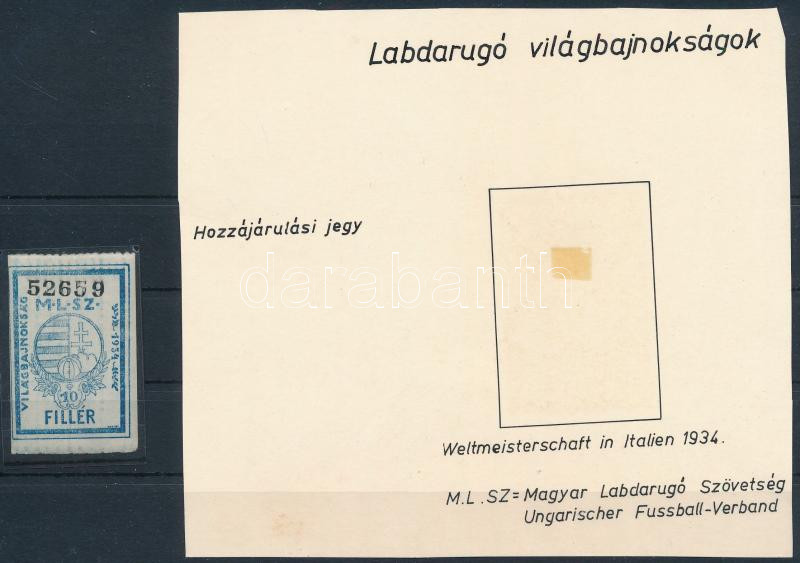 Labdarugó világbajnokságok
Hozzájárulási jegy
52659
M·L·SZ·
VILÁGBAJNOKSÁG
1934
10
FILLÉR
darabanth
Weltmeisterschaft in Italien 1934.
M.L.SZ=Magyar Labdarugó Szövetség
Ungarischer Fussball-Verband